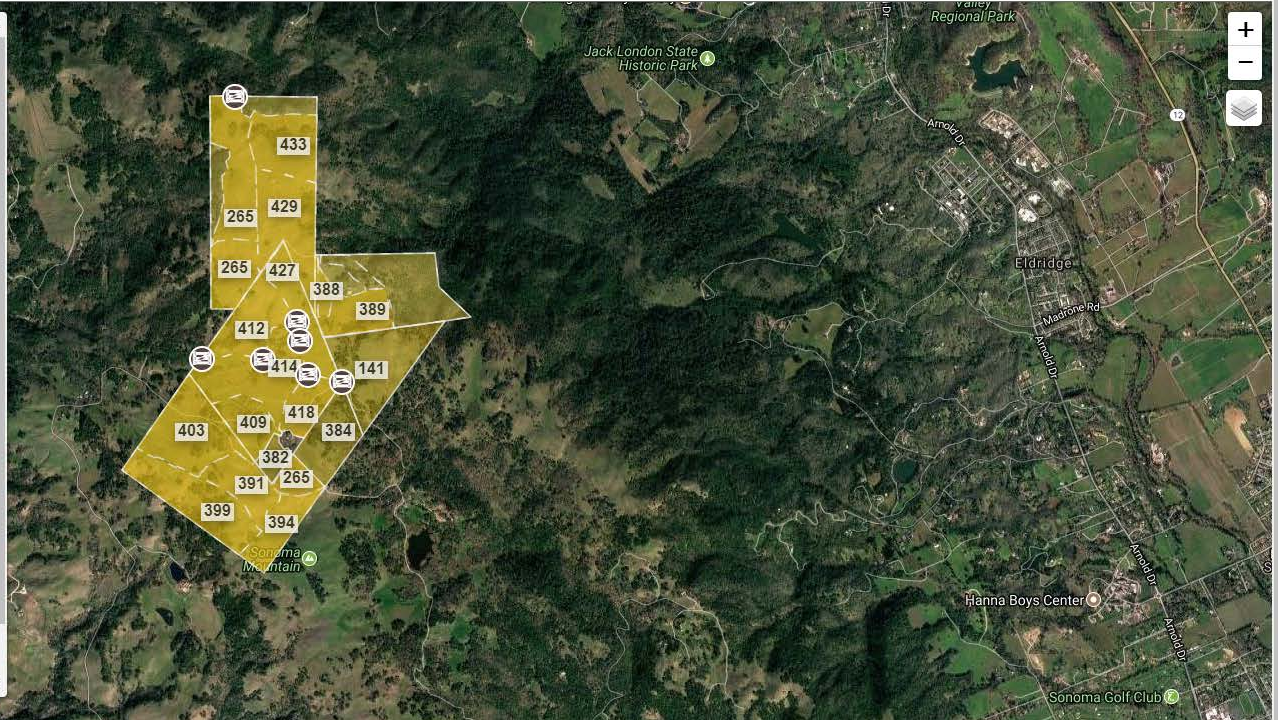 Valley
Regional Park
Jack London State
Historic Park
Arnold Dr
12
433
265
429
265
427
388
389
Eldridge
Madrone Rd
412
414
141
Arnold Dr
409
418
403
384
382
391
265
399
394
Sonoma
Mountain
Arnold Dr
Hanna Boys Center
Arnold Dr
Sonoma Golf Club
+
−